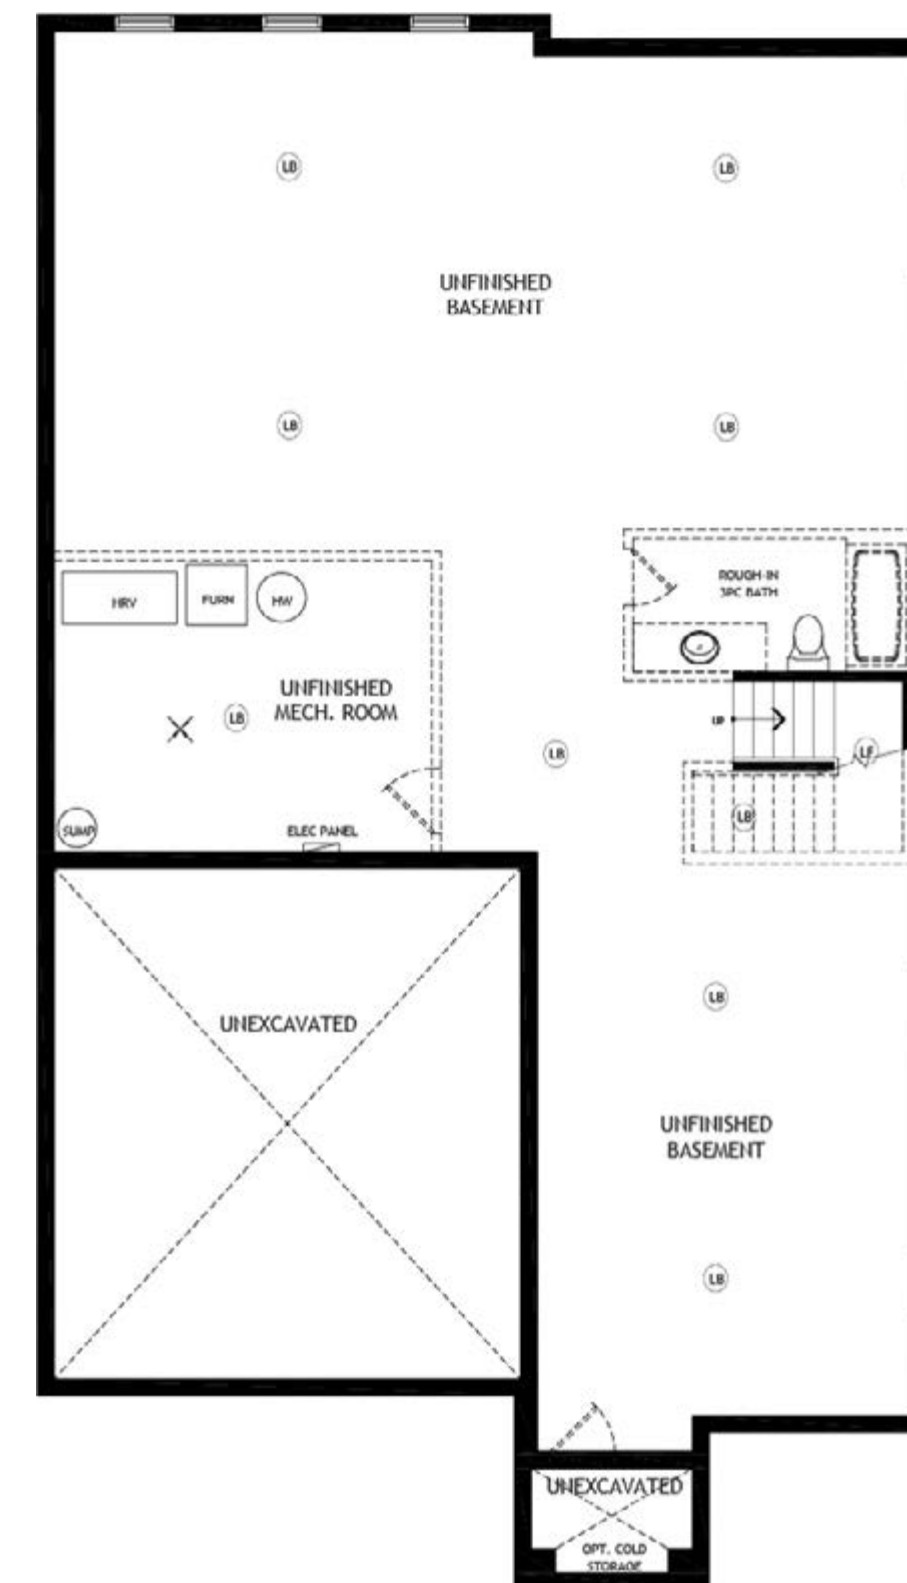 LB
LB
UNFINISHED
BASEMENT
LB
LB
HRV
FURN
HW
ROUGH-IN
3PC BATH
UNFINISHED
MECH. ROOM
LB
UP
LB
LF
SUMP
ELEC PANEL
LB
UNEXCAVATED
LB
UNFINISHED
BASEMENT
LB
UNEXCAVATED
OPT. COLD
STORAGE